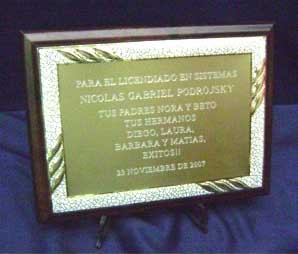 PARA EL LICENDIADO EN SISTEMAS
NICOLAS GABRIEL PODROJSKY
TUS PADRES NORA Y BETO
TUS HERMANOS
DIEGO, LAURA,
BARBARA Y MATIAS,
EXITOS!!
23 NOVIEMBRE DE 2007